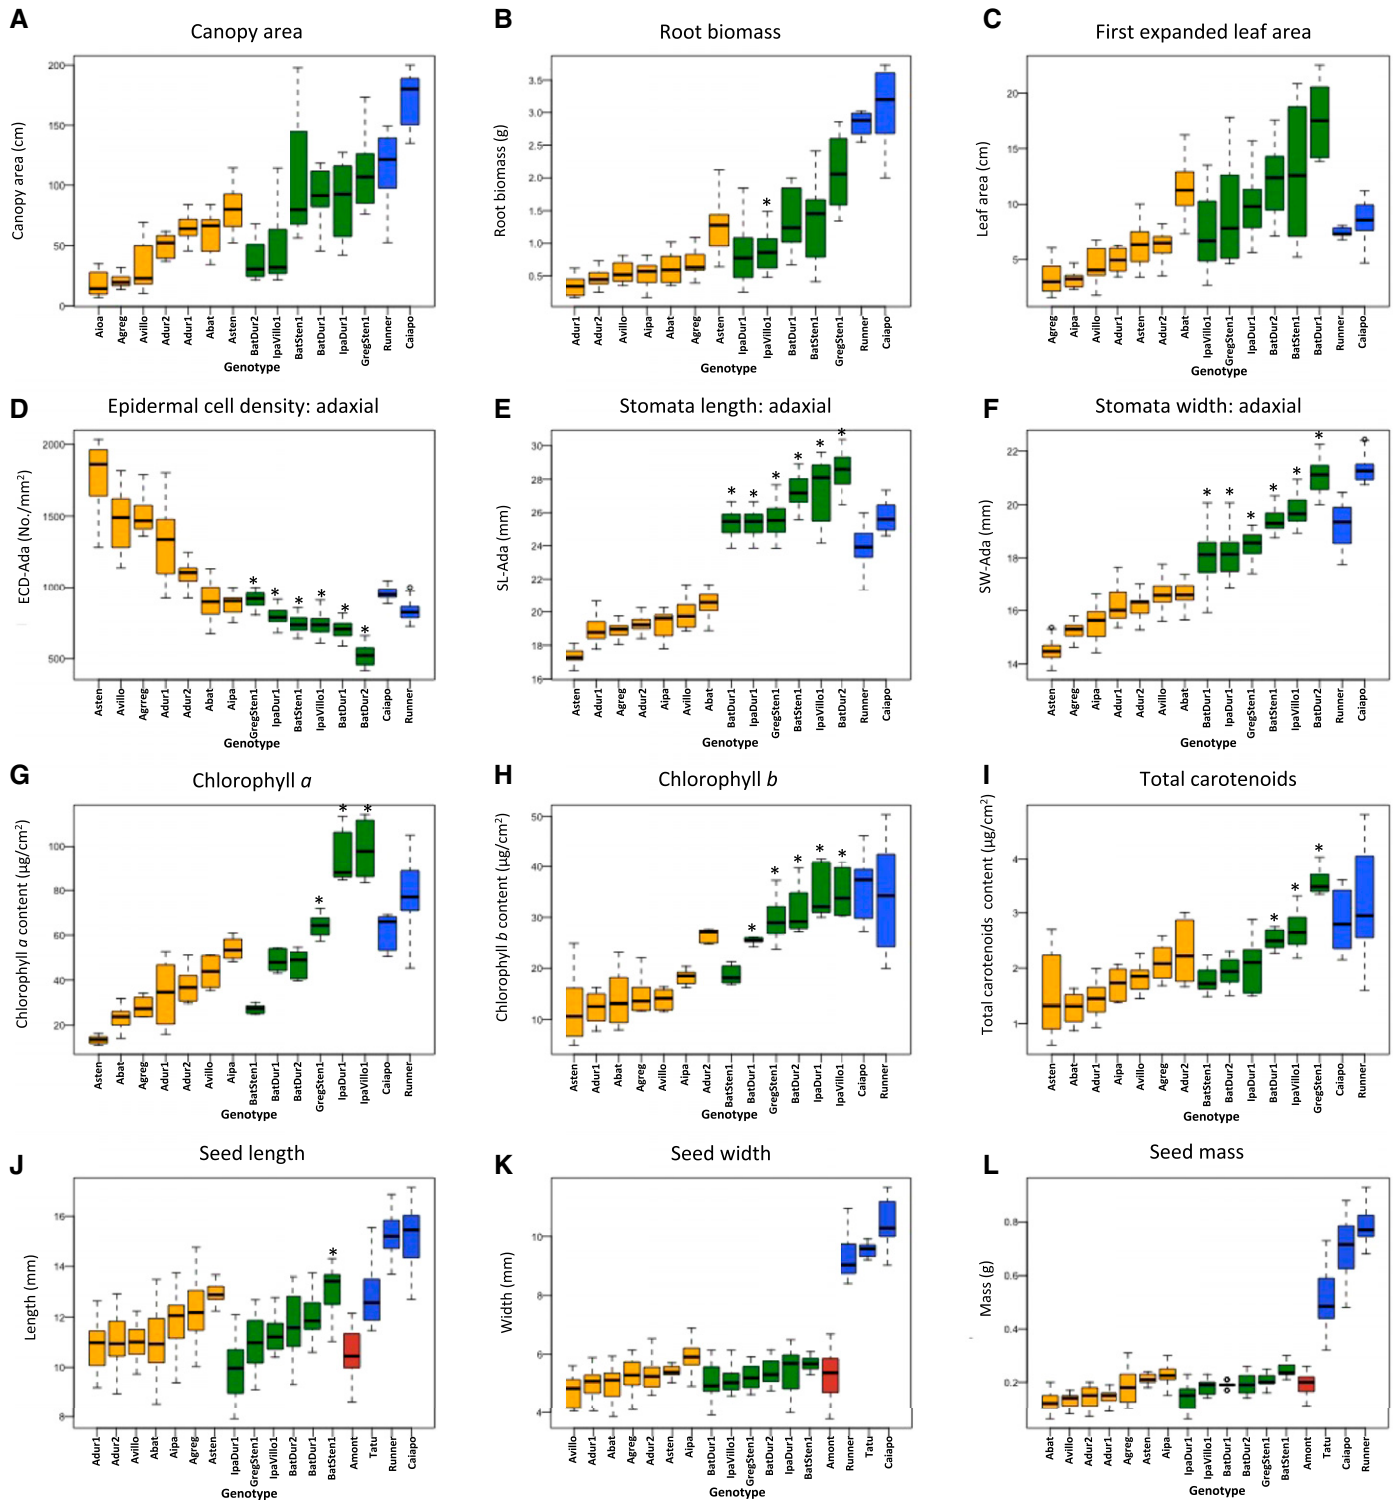 A Canopy area
Canopy area (cm)
200
150
100
50
0
Aioa Agreg Avillo Adur2 Adur1 Abat Asten BatDur2 IpaVillo1 BatSten1 BatDur1 IpaDur1 GregSten1 Runner Caiapo
Genotype
B Root biomass
Root biomass (g)
3.5
3.0
2.5
2.0
1.5
1.0
0.5
*
Adur1 Adur2 Avillo Aipa Abat Agreg Asten IpaDur1 IpaVillo1 BatDur1 BatSten1 GregSten1 Runner Caiapo
Genotype
C First expanded leaf area
Leaf area (cm)
20
15
10
5
Agreg Aipa Avillo Adur1 Asten Adur2 Abat IpaVillo1 GregSten1 IpaDur1 BatDur2 BatSten1 BatDur1 Runner Caiapo
Genotype
D Epidermal cell density: adaxial
ECD-Ada (No./mm2)
2000
1500
1000
500
* * * * * *
Asten Avillo Agreg Adur1 Adur2 Abat Aipa GregSten1 IpaDur1 BatSten1 IpaVillo1 BatDur1 BatDur2 Caiapo Runner
Genotype
E Stomata length: adaxial
SL-Ada (mm)
30
28
26
24
22
20
18
16
* * * * * *
Asten Adur1 Agreg Adur2 Aipa Avillo Abat BatDur1 IpaDur1 GregSten1 BatSten1 IpaVillo1 BatDur2 Runner Caiapo
Genotype
F Stomata width: adaxial
SW-Ada (mm)
22
20
18
16
14
* * * * * *
Asten Agreg Aipa Adur1 Adur2 Avillo Abat BatDur1 IpaDur1 GregSten1 BatSten1 IpaVillo1 BatDur2 Runner Caiapo
Genotype
G Chlorophyll a
Chlorophyll a content (µg/cm2)
100
80
60
40
20
* * *
Asten Abat Agreg Adur1 Adur2 Avillo Aipa BatSten1 BatDur1 BatDur2 GregSten1 IpaDur1 IpaVillo1 Caiapo Runner
Genotype
H Chlorophyll b
Chlorophyll b content (µg/cm2)
50
40
30
20
10
* * * * *
Asten Adur1 Abat Agreg Avillo Aipa Adur2 BatSten1 BatDur1 GregSten1 BatDur2 IpaDur1 IpaVillo1 Caiapo Runner
Genotype
I Total carotenoids
Total carotenoids content (µg/cm2)
4
3
2
1
* * *
Asten Abat Adur1 Aipa Avillo Agreg Adur2 BatSten1 BatDur2 IpaDur1 BatDur1 IpaVillo1 GregSten1 Caiapo Runner
Genotype
J Seed length
Length (mm)
16
14
12
10
8
*
Adur1 Adur2 Avillo Abat Aipa Agreg Asten IpaDur1 GregSten1 IpaVillo1 BatDur2 BatDur1 BatSten1 Amont Tatu Runner Caiapo
Genotype
K Seed width
Width (mm)
10
8
6
4
Avillo Adur1 Abat Agreg Adur2 Asten Aipa BatDur1 IpaVillo1 GregSten1 BatDur2 IpaDur1 BatSten1 Amont Runner Tatu Caiapo
Genotype
L Seed mass
Mass (g)
0.8
0.6
0.4
0.2
Abat Avillo Adur2 Adur1 Agreg Asten Aipa IpaDur1 IpaVillo1 BatDur1 BatDur2 GregSten1 BatSten1 Amont Tatu Caiapo Runner
Genotype